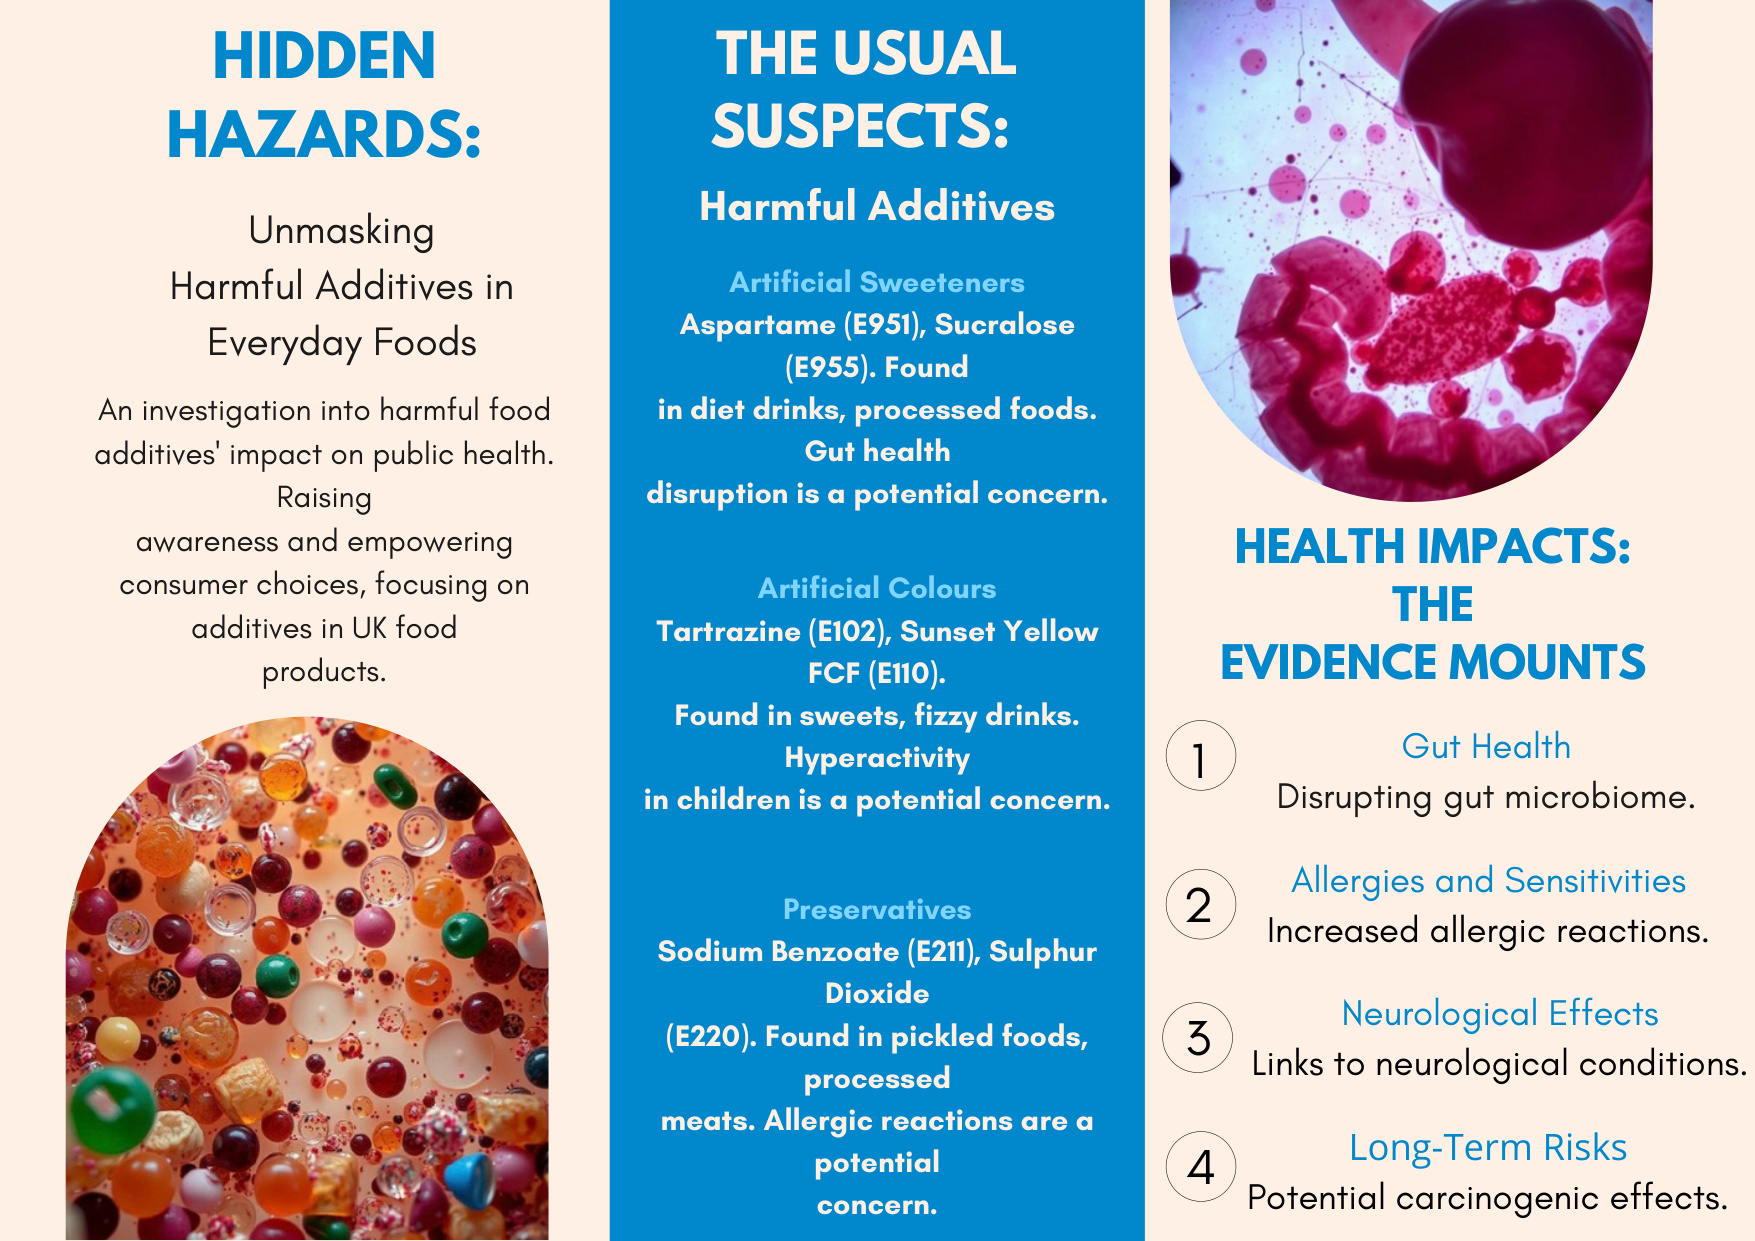 HIDDEN
HAZARDS:
Unmasking
Harmful Additives in
Everyday Foods
An investigation into harmful food
additives' impact on public health.
Raising
awareness and empowering
consumer choices, focusing on
additives in UK food
products.
THE USUAL
SUSPECTS:
Harmful Additives
Artificial Sweeteners
Aspartame (E951), Sucralose
(E955). Found
in diet drinks, processed foods.
Gut health
disruption is a potential concern.
Artificial Colours
Tartrazine (E102), Sunset Yellow
FCF (E110).
Found in sweets, fizzy drinks.
Hyperactivity
in children is a potential concern.
Preservatives
Sodium Benzoate (E211), Sulphur
Dioxide
(E220). Found in pickled foods,
processed
meats. Allergic reactions are a
potential
concern.
HEALTH IMPACTS:
THE
EVIDENCE MOUNTS
1
Gut Health
Disrupting gut microbiome.
2
Allergies and Sensitivities
Increased allergic reactions.
3
Neurological Effects
Links to neurological conditions.
4
Long-Term Risks
Potential carcinogenic effects.